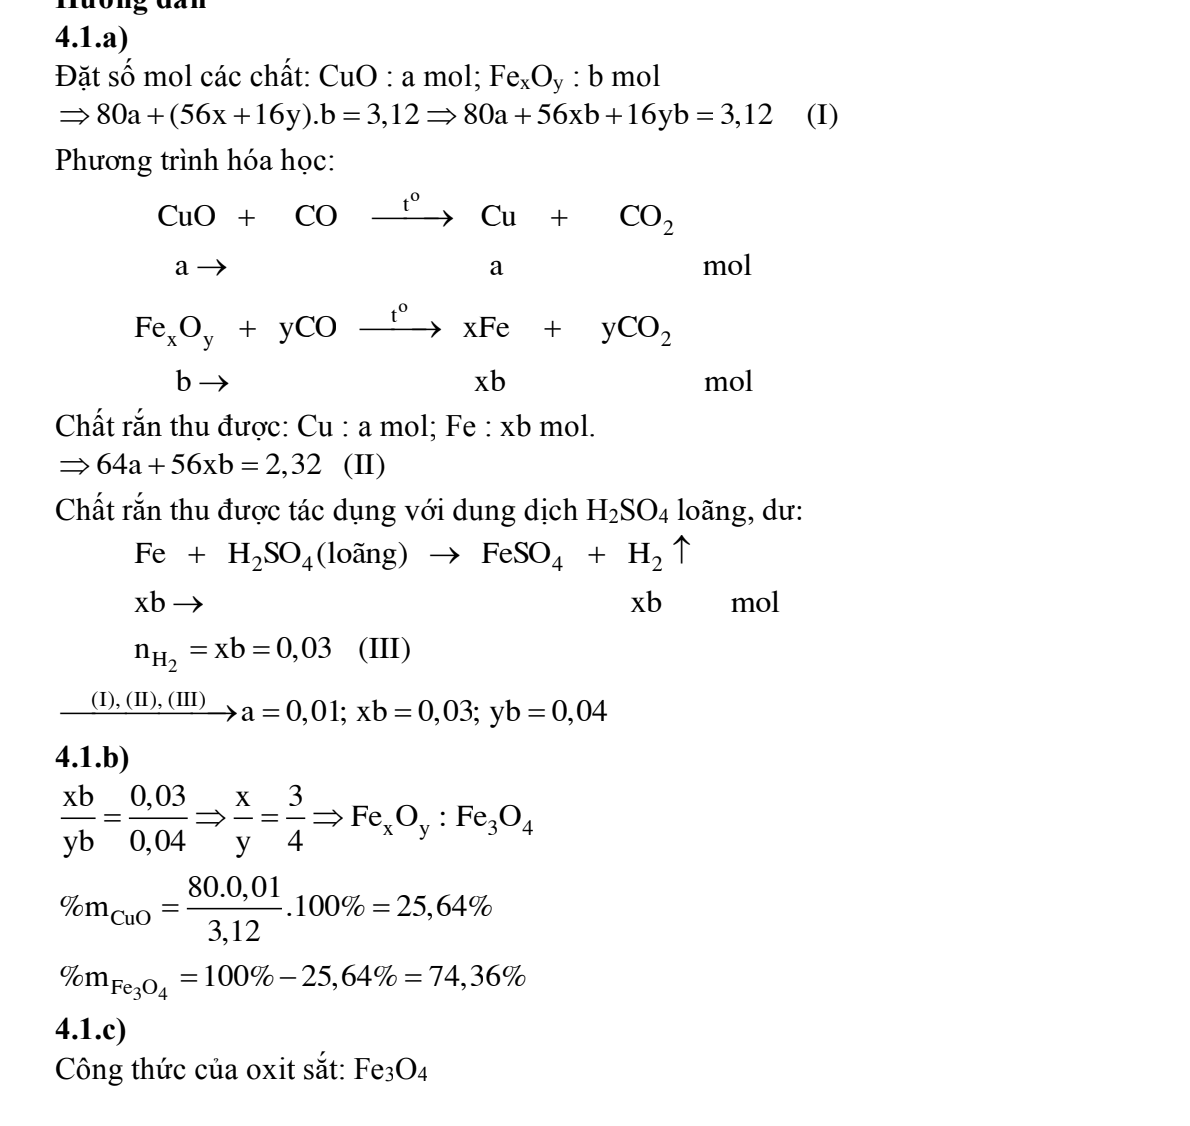 Hướng dẫn
4.1.a)
Đặt số mol các chất: CuO : a mol; FexOy : b mol
⇒ 80a + (56x + 16y).b = 3,12 ⇒ 80a + 56xb + 16yb = 3,12 (I)
Phương trình hóa học:
CuO + CO —t°→ Cu + CO₂
a → a mol
FeₓOy + yCO —t°→ xFe + yCO₂
b → xb mol
Chất rắn thu được: Cu : a mol; Fe : xb mol.
⇒ 64a + 56xb = 2,32 (II)
Chất rắn thu được tác dụng với dung dịch H₂SO₄ loãng, dư:
Fe + H₂SO₄(loãng) → FeSO₄ + H₂ ↑
xb → xb mol
n H₂ = xb = 0,03 (III)
—(I), (II), (III)→ a = 0,01; xb = 0,03; yb = 0,04
4.1.b)
xb/yb = 0,03/0,04 ⇒ x/y = 3/4 ⇒ FeₓOy : Fe₃O₄
%m CuO = 80.0,01/3,12 .100% = 25,64%
%m Fe₃O₄ = 100% − 25,64% = 74,36%
4.1.c)
Công thức của oxit sắt: Fe₃O₄